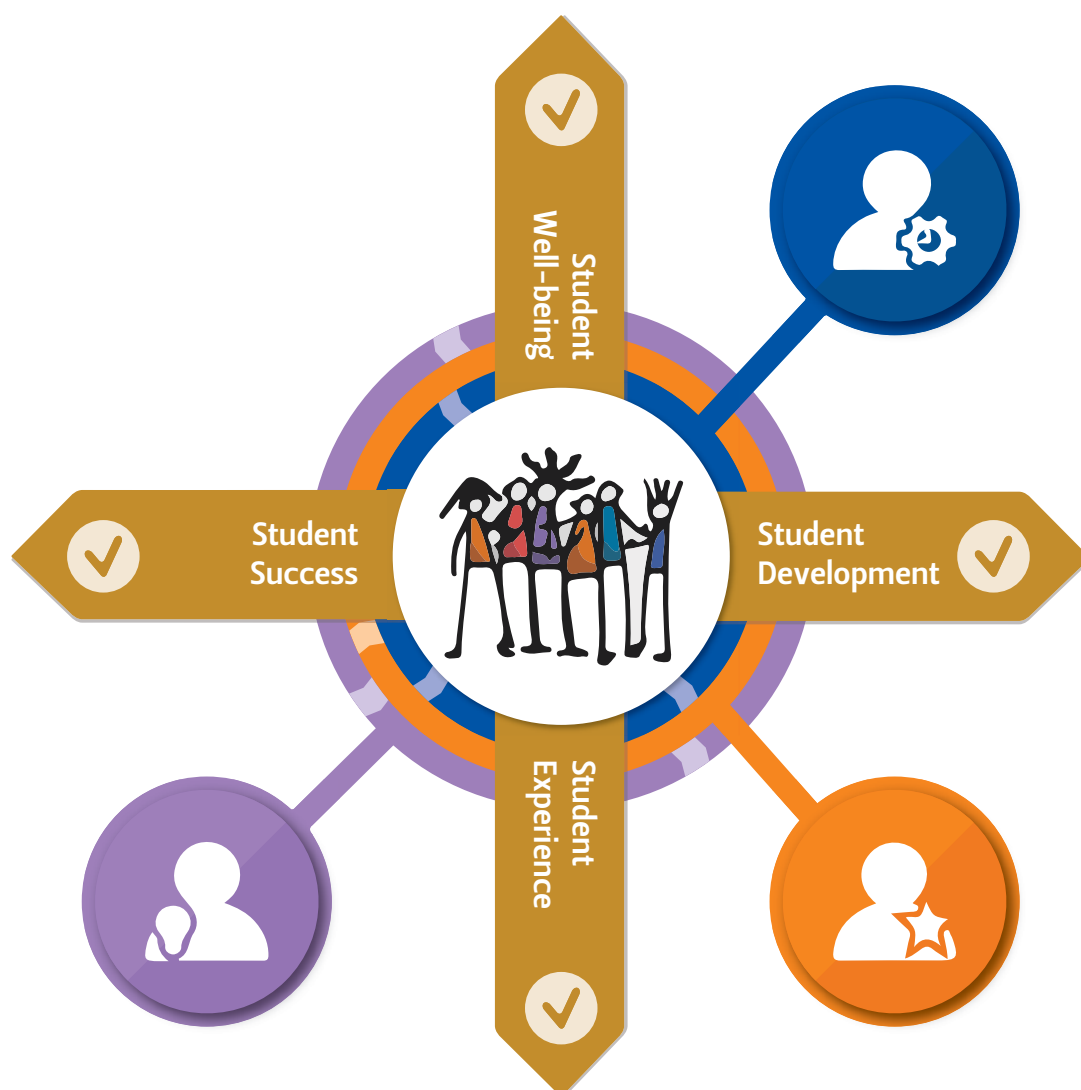 Student
Well-being
Student
Success
Student
Development
Student
Experience